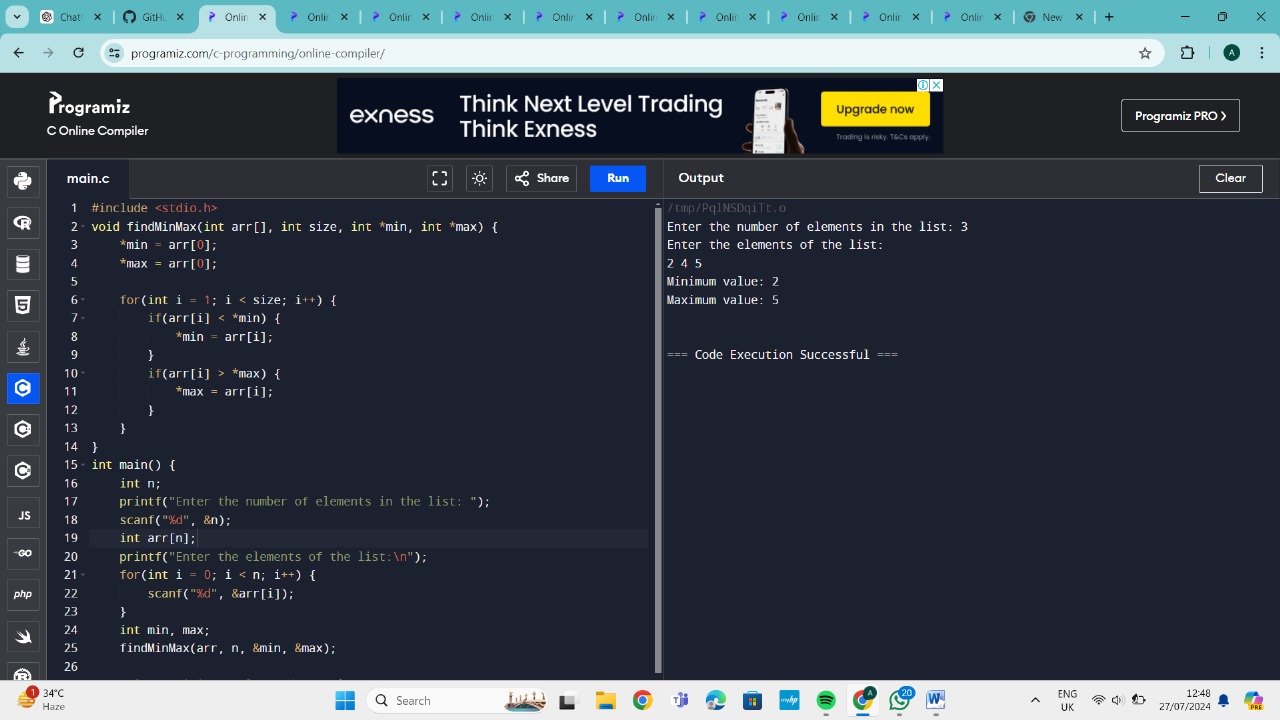 Chat
GitHu
Onlin
Onlin
Onlin
Onlin
Onlin
Onlin
Onlin
Onlin
Onlin
Onlin
New
programiz.com/c-programming/online-compiler/
A
Programiz
C Online Compiler
exness
Think Next Level Trading
Think Exness
Upgrade now
Trading is risky. T&Cs apply.
Programiz PRO
main.c
Share
Run
Output
Clear
1 #include <stdio.h>
2 void findMinMax(int arr[], int size, int *min, int *max) {
3     *min = arr[0];
4     *max = arr[0];
5
6     for(int i = 1; i < size; i++) {
7         if(arr[i] < *min) {
8             *min = arr[i];
9         }
10         if(arr[i] > *max) {
11             *max = arr[i];
12         }
13     }
14 }
15 int main() {
16     int n;
17     printf("Enter the number of elements in the list: ");
18     scanf("%d", &n);
19     int arr[n];
20     printf("Enter the elements of the list:\n");
21     for(int i = 0; i < n; i++) {
22         scanf("%d", &arr[i]);
23     }
24     int min, max;
25     findMinMax(arr, n, &min, &max);
26
/tmp/PqlNSDqiTt.o
Enter the number of elements in the list: 3
Enter the elements of the list:
2 4 5
Minimum value: 2
Maximum value: 5
=== Code Execution Successful ===
JS
GO
php
1
34°C
Haze
Search
myhp
A
20
W
ENG
UK
12:48
27/07/2024
PRE